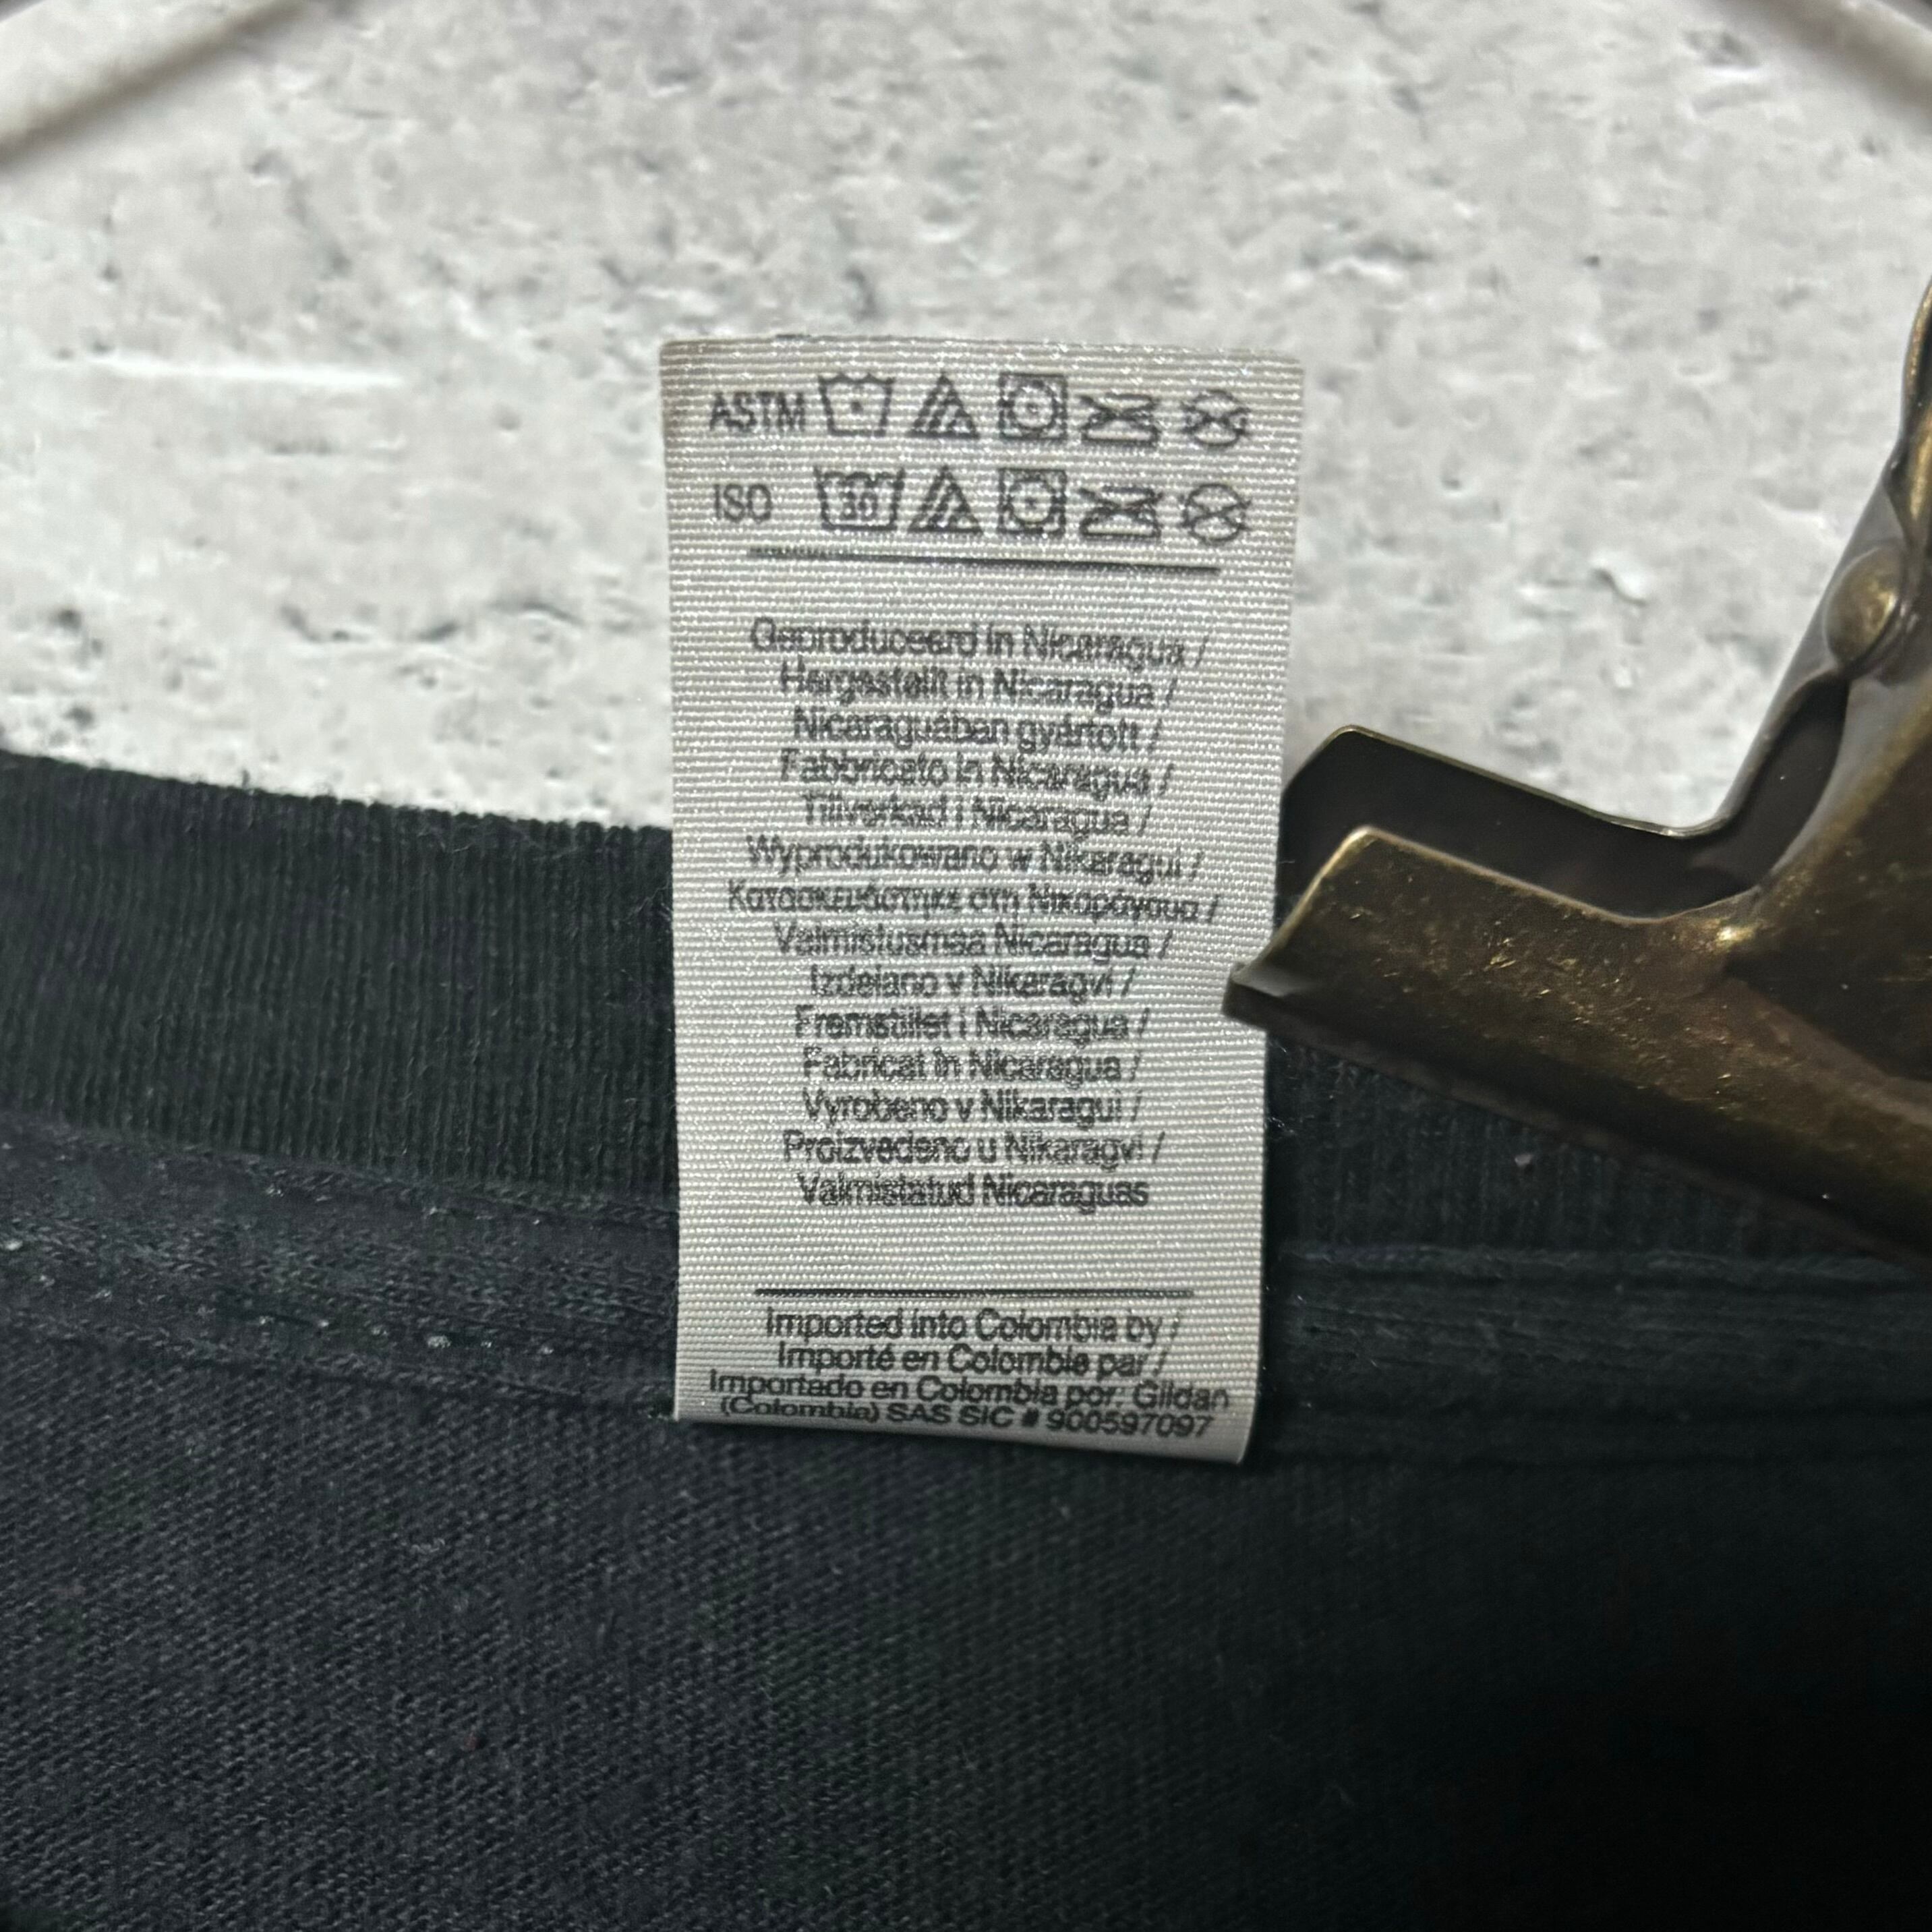 ASTM
ISO 30
Geproduceerd in Nicaragua /
Hergestellt in Nicaragua /
Nicaraguában gyártott /
Fabbricato in Nicaragua /
Tillverkad i Nicaragua /
Wyprodukowano w Nikaragui /
Κατασκευάστηκε στη Νικαράγουα /
Valmistusmaa Nicaragua /
Izdelano v Nikaragvi /
Fremstillet i Nicaragua /
Fabricat în Nicaragua /
Vyrobeno v Nikaragui /
Proizvedeno u Nikaragvi /
Valmistatud Nicaraguas
Imported into Colombia by /
Importé en Colombie par /
Importado en Colombia por: Gildan
(Colombia) SAS SIC # 900597097